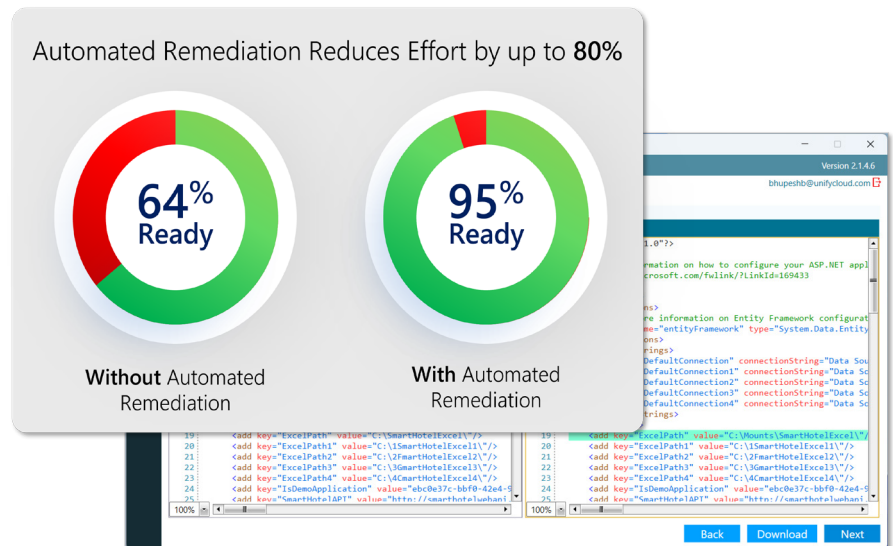 Automated Remediation Reduces Effort by up to 80%
64%
Ready
95%
Ready
Without Automated
Remediation
With Automated
Remediation
Version 2.1.4.6
bhupeshb@unifycloud.com
1.0"?>
rmation on how to configure your ASP.NET appl
crosoft.com/fwlink/?LinkId=169433
ns>
re information on Entity Framework configurat
me="entityFramework" type="System.Data.Entity
ons>
rings>
DefaultConnection" connectionString="Data Sou
DefaultConnection1" connectionString="Data Sc
DefaultConnection2" connectionString="Data Sc
DefaultConnection3" connectionString="Data Sc
DefaultConnection4" connectionString="Data Sc
trings>
19 <add key="ExcelPath" value="C:\SmartHotelExcel\"/>
20 <add key="ExcelPath1" value="C:\1SmartHotelExcel1\"/>
21 <add key="ExcelPath2" value="C:\2FmartHotelExcel2\"/>
22 <add key="ExcelPath3" value="C:\3GmartHotelExcel3\"/>
23 <add key="ExcelPath4" value="C:\4CmartHotelExcel4\"/>
24 <add key="IsDemoApplication" value="ebc0e37c-bbf0-42e4-9
25 <add key="SmartHotelAPI" value="http://smarthotelwebapi
100%
19 <add key="ExcelPath" value="C:\Mounts\SmartHotelExcel\"/
20 <add key="ExcelPath1" value="C:\1SmartHotelExcel1\"/>
21 <add key="ExcelPath2" value="C:\2FmartHotelExcel2\"/>
22 <add key="ExcelPath3" value="C:\3GmartHotelExcel3\"/>
23 <add key="ExcelPath4" value="C:\4CmartHotelExcel4\"/>
24 <add key="IsDemoApplication" value="ebc0e37c-bbf0-42e4-9
25 <add key="SmartHotelAPI" value="http://smarthotelwebapi
100%
Back
Download
Next